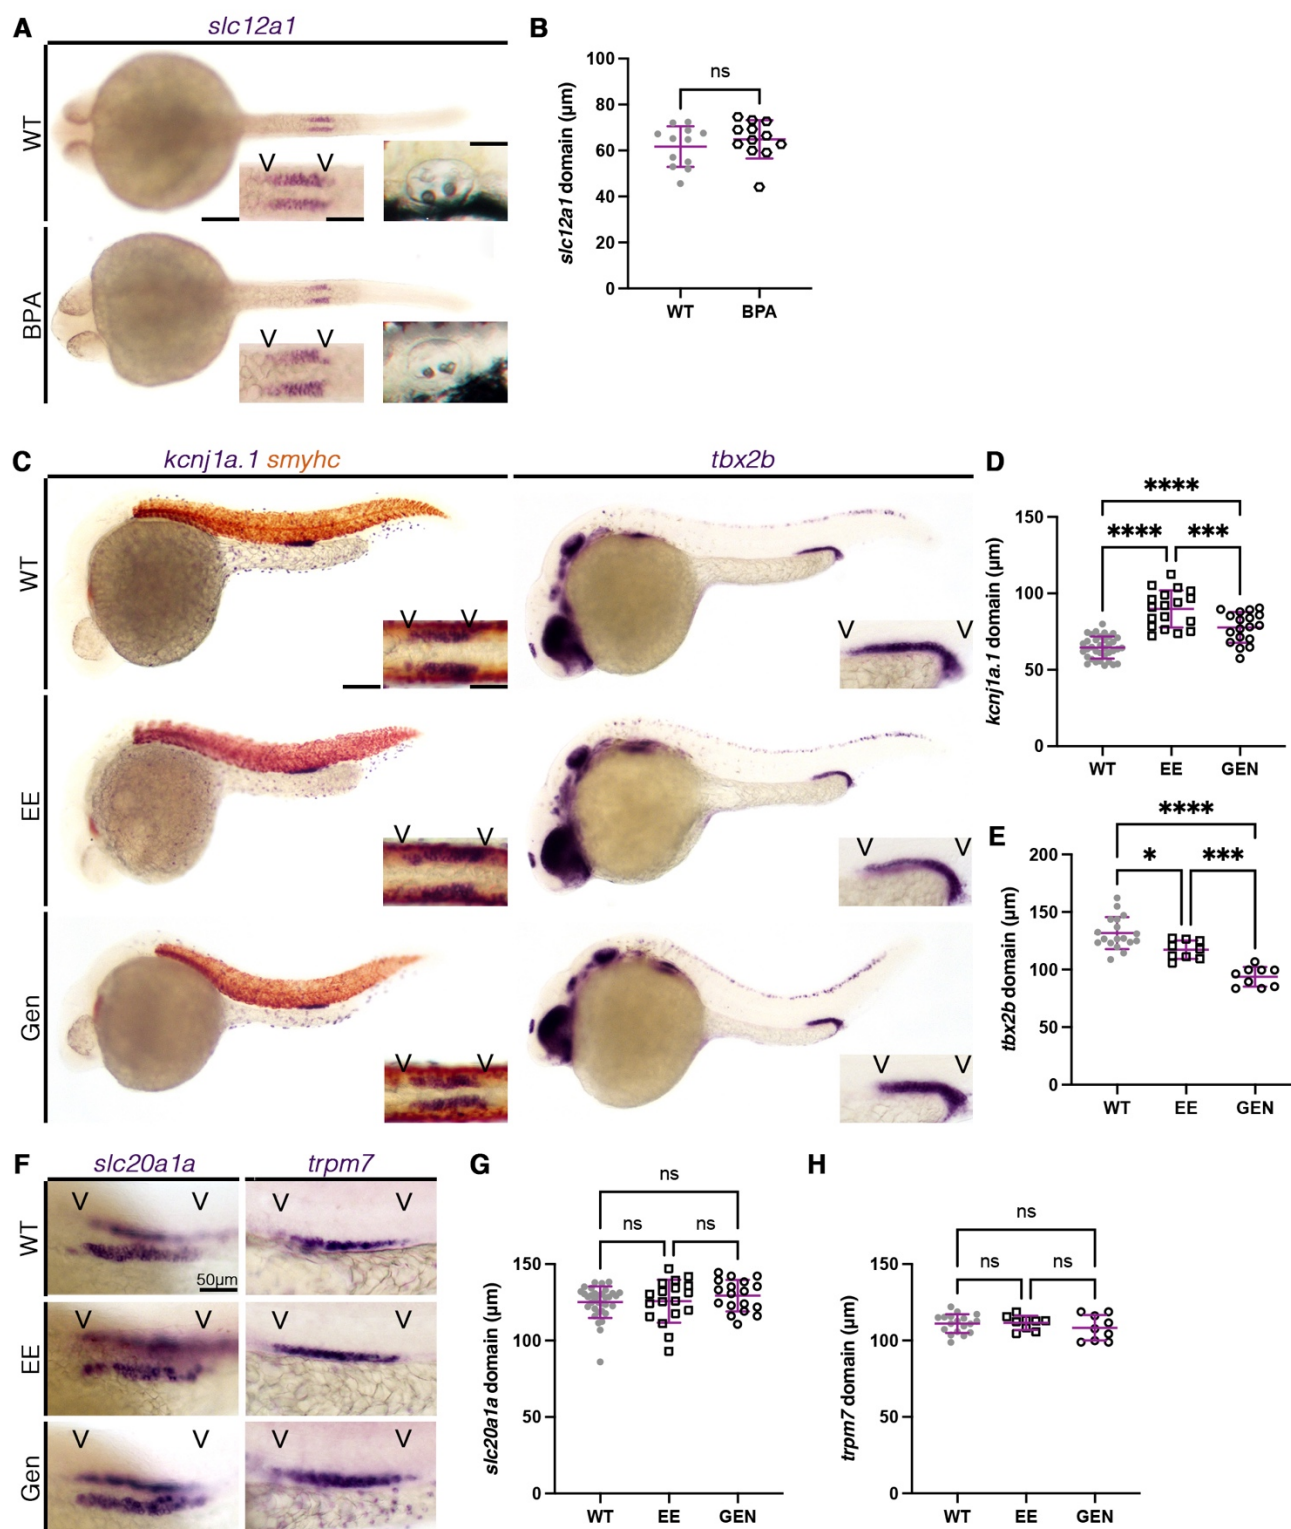 A
slc12a1
WT
V V
BPA
V V
B
slc12a1 domain (µm)
100
80
60
40
20
0
ns
WT BPA
C
kcnj1a.1 smyhc
tbx2b
WT
V V
V V
EE
V V
V V
Gen
V V
V V
D
kcnj1a.1 domain (µm)
150
100
50
0
****
**** ***
WT EE GEN
E
tbx2b domain (µm)
200
150
100
50
0
****
* ***
WT EE GEN
F
slc20a1a trpm7
WT
V V V V
50µm
EE
V V V V
Gen
V V V V
G
slc20a1a domain (µm)
150
100
50
0
ns
ns ns
WT EE GEN
H
trpm7 domain (µm)
150
100
50
0
ns
ns ns
WT EE GEN